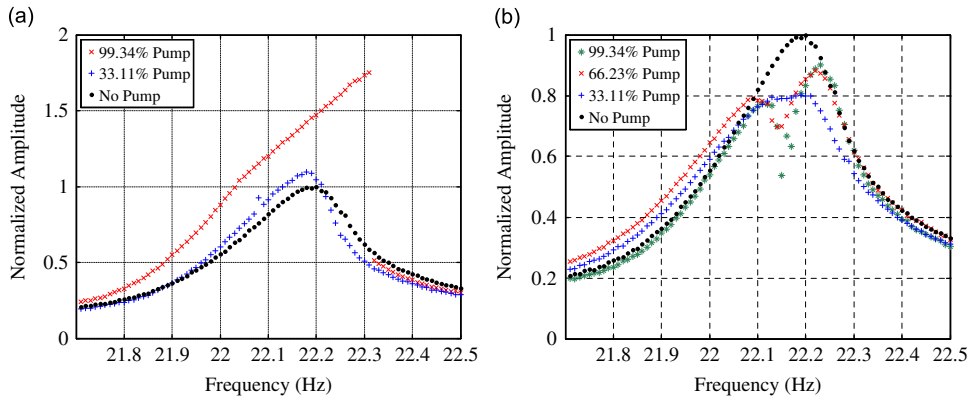 (a)
2
1.5
1
0.5
0
Normalized Amplitude
99.34% Pump
33.11% Pump
No Pump
21.8 21.9 22 22.1 22.2 22.3 22.4 22.5
Frequency (Hz)
(b)
1
0.8
0.6
0.4
0.2
0
Normalized Amplitude
99.34% Pump
66.23% Pump
33.11% Pump
No Pump
21.8 21.9 22 22.1 22.2 22.3 22.4 22.5
Frequency (Hz)